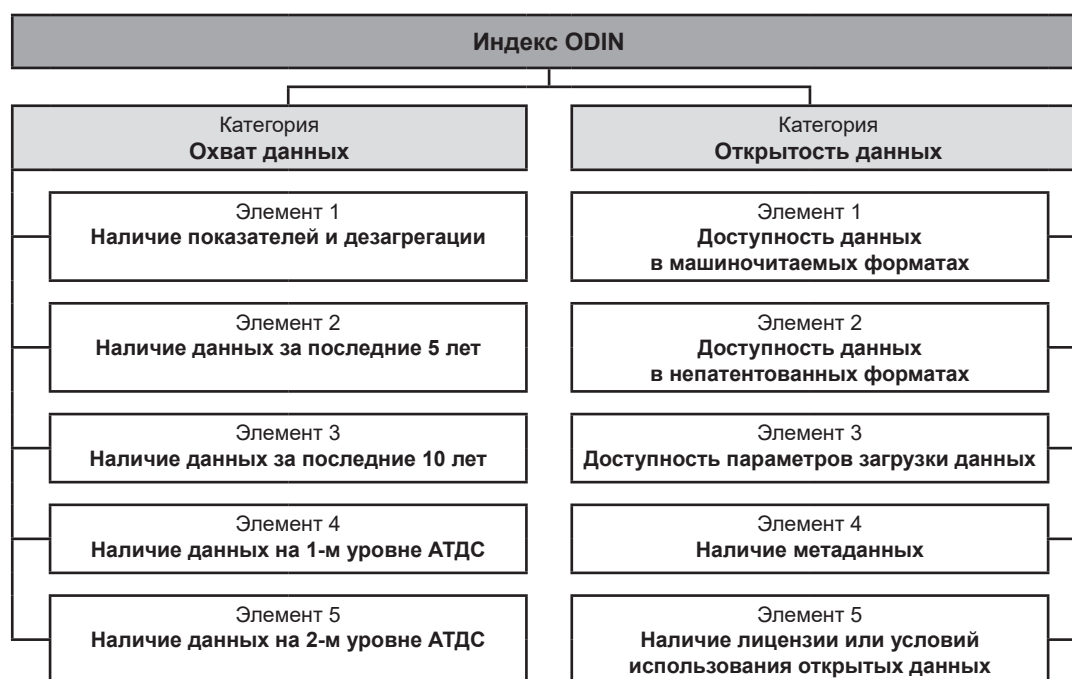 Индекс ODIN
Категория
Охват данных
Элемент 1
Наличие показателей и дезагрегации
Элемент 2
Наличие данных за последние 5 лет
Элемент 3
Наличие данных за последние 10 лет
Элемент 4
Наличие данных на 1-м уровне АТДС
Элемент 5
Наличие данных на 2-м уровне АТДС
Категория
Открытость данных
Элемент 1
Доступность данных
в машиночитаемых форматах
Элемент 2
Доступность данных
в непатентованных форматах
Элемент 3
Доступность параметров загрузки данных
Элемент 4
Наличие метаданных
Элемент 5
Наличие лицензии или условий
использования открытых данных